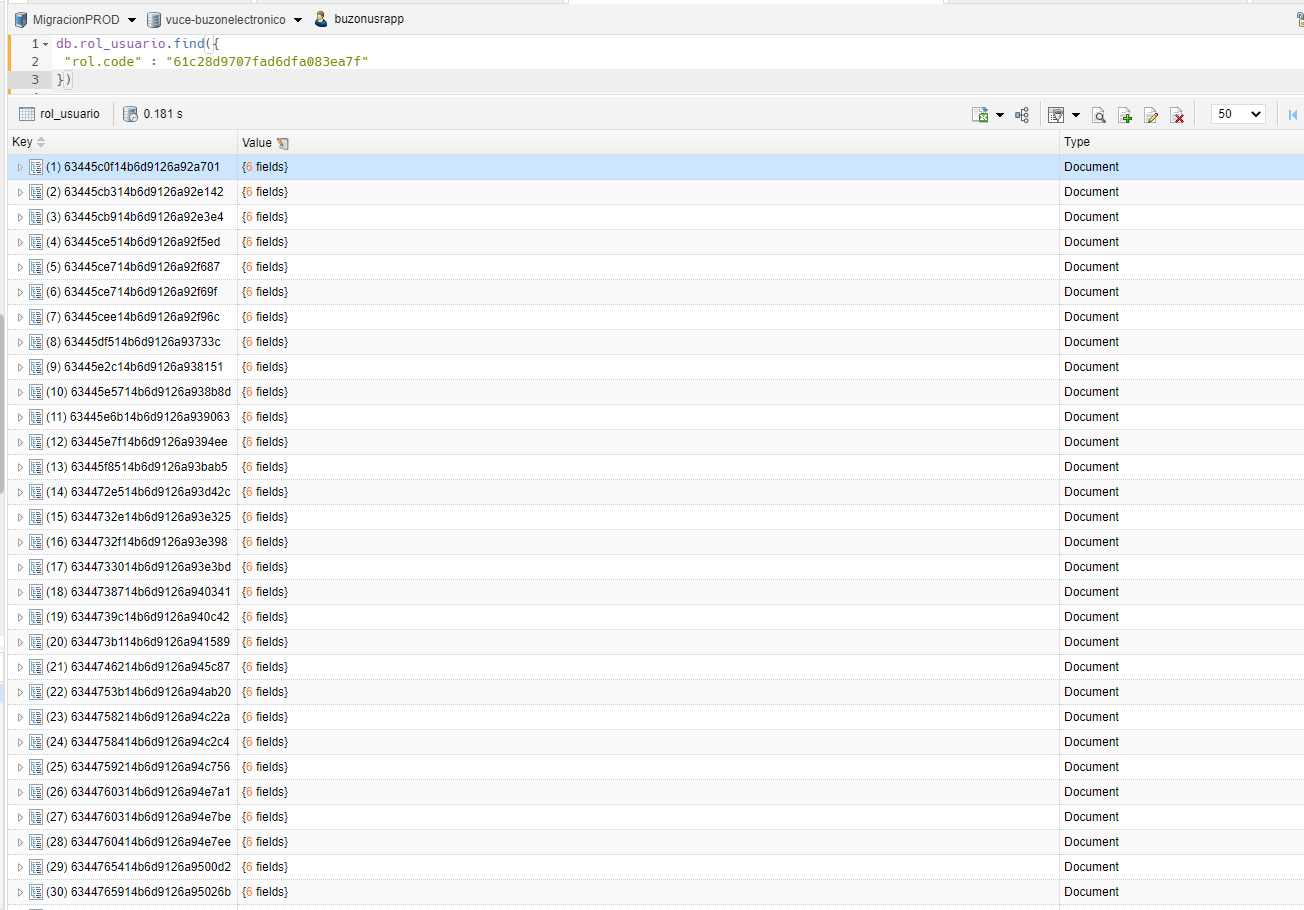 MigracionPROD vuce-buzonelectronico buzonusrapp
1 db.rol_usuario.find({
2 "rol.code" : "61c28d9707fad6dfa083ea7f"
3 })
rol_usuario 0.181 s 50
Key Value Type
(1) 63445c0f14b6d9126a92a701 {6 fields} Document
(2) 63445cb314b6d9126a92e142 {6 fields} Document
(3) 63445cb914b6d9126a92e3e4 {6 fields} Document
(4) 63445ce514b6d9126a92f5ed {6 fields} Document
(5) 63445ce714b6d9126a92f687 {6 fields} Document
(6) 63445ce714b6d9126a92f69f {6 fields} Document
(7) 63445cee14b6d9126a92f96c {6 fields} Document
(8) 63445df514b6d9126a93733c {6 fields} Document
(9) 63445e2c14b6d9126a938151 {6 fields} Document
(10) 63445e5714b6d9126a938b8d {6 fields} Document
(11) 63445e6b14b6d9126a939063 {6 fields} Document
(12) 63445e7f14b6d9126a9394ee {6 fields} Document
(13) 63445f8514b6d9126a93bab5 {6 fields} Document
(14) 634472e514b6d9126a93d42c {6 fields} Document
(15) 6344732e14b6d9126a93e325 {6 fields} Document
(16) 6344732f14b6d9126a93e398 {6 fields} Document
(17) 6344733014b6d9126a93e3bd {6 fields} Document
(18) 6344738714b6d9126a940341 {6 fields} Document
(19) 6344739c14b6d9126a940c42 {6 fields} Document
(20) 634473b114b6d9126a941589 {6 fields} Document
(21) 6344746214b6d9126a945c87 {6 fields} Document
(22) 6344753b14b6d9126a94ab20 {6 fields} Document
(23) 6344758214b6d9126a94c22a {6 fields} Document
(24) 6344758414b6d9126a94c2c4 {6 fields} Document
(25) 6344759214b6d9126a94c756 {6 fields} Document
(26) 6344760314b6d9126a94e7a1 {6 fields} Document
(27) 6344760314b6d9126a94e7be {6 fields} Document
(28) 6344760414b6d9126a94e7ee {6 fields} Document
(29) 6344765414b6d9126a9500d2 {6 fields} Document
(30) 6344765914b6d9126a95026b {6 fields} Document